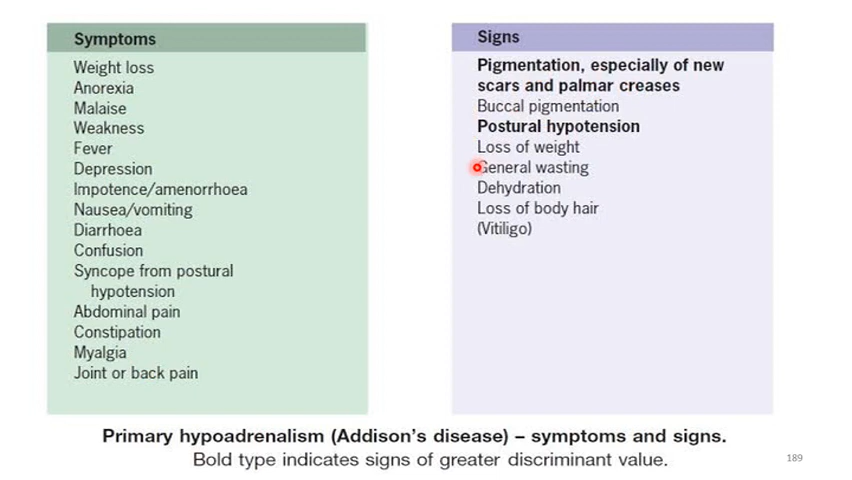 Symptoms
Weight loss
Anorexia
Malaise
Weakness
Fever
Depression
Impotence/amenorrhoea
Nausea/vomiting
Diarrhoea
Confusion
Syncope from postural
hypotension
Abdominal pain
Constipation
Myalgia
Joint or back pain
Signs
Pigmentation, especially of new
scars and palmar creases
Buccal pigmentation
Postural hypotension
Loss of weight
General wasting
Dehydration
Loss of body hair
(Vitiligo)
Primary hypoadrenalism (Addison's disease) – symptoms and signs.
Bold type indicates signs of greater discriminant value.
189